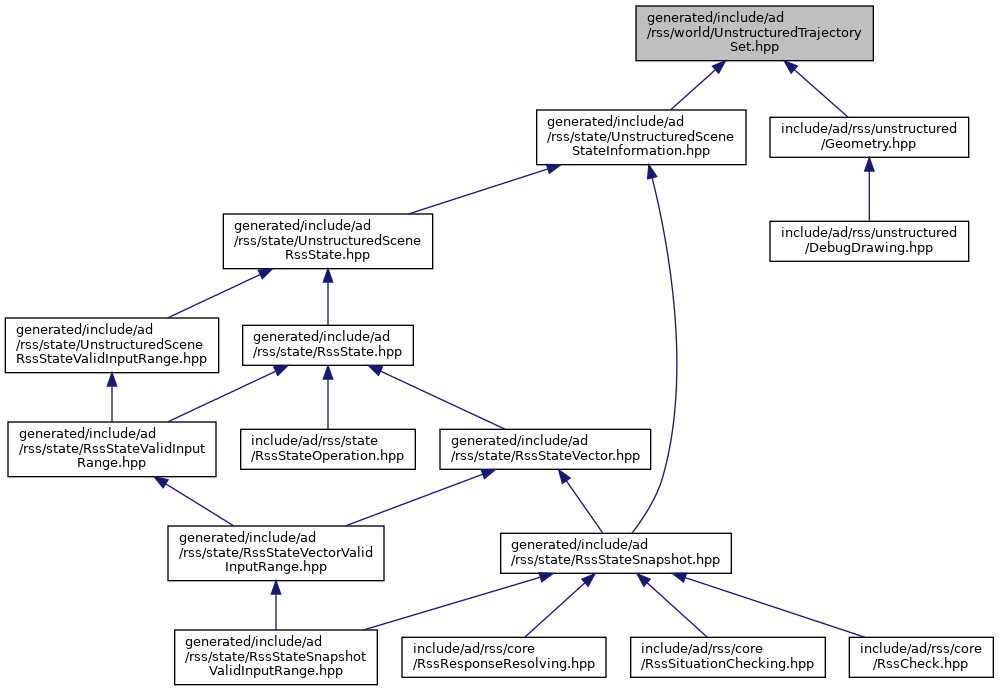 generated/include/ad
/rss/world/UnstructuredTrajectory
Set.hpp
generated/include/ad
/rss/state/UnstructuredScene
StateInformation.hpp
include/ad/rss/unstructured
/Geometry.hpp
generated/include/ad
/rss/state/UnstructuredScene
RssState.hpp
include/ad/rss/unstructured
/DebugDrawing.hpp
generated/include/ad
/rss/state/UnstructuredScene
RssStateValidInputRange.hpp
generated/include/ad
/rss/state/RssState.hpp
generated/include/ad
/rss/state/RssStateValidInput
Range.hpp
include/ad/rss/state
/RssStateOperation.hpp
generated/include/ad
/rss/state/RssStateVector.hpp
generated/include/ad
/rss/state/RssStateVectorValid
InputRange.hpp
generated/include/ad
/rss/state/RssStateSnapshot.hpp
generated/include/ad
/rss/state/RssStateSnapshot
ValidInputRange.hpp
include/ad/rss/core
/RssResponseResolving.hpp
include/ad/rss/core
/RssSituationChecking.hpp
include/ad/rss/core
/RssCheck.hpp